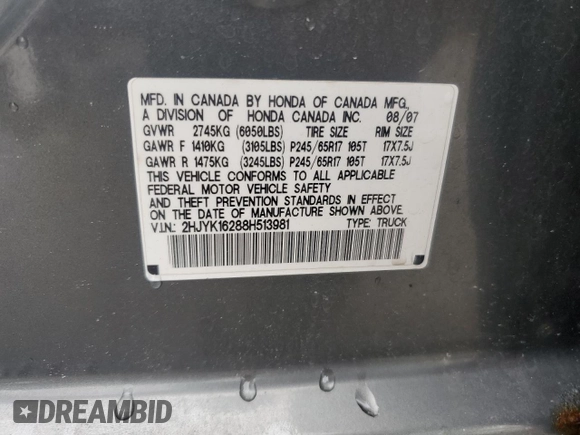 MFD. IN CANADA BY HONDA OF CANADA MFG.,
A DIVISION OF HONDA CANADA INC. 08/07
GVWR 2745KG (6050LBS) TIRE SIZE RIM SIZE
GAWR F 1410KG (3105LBS) P245/65R17 105T 17X7.5J
GAWR R 1475KG (3245LBS) P245/65R17 105T 17X7.5J
THIS VEHICLE CONFORMS TO ALL APPLICABLE
FEDERAL MOTOR VEHICLE SAFETY
AND THEFT PREVENTION STANDARDS IN EFFECT
ON THE DATE OF MANUFACTURE SHOWN ABOVE.
V.I.N.: 2HJYK16288H513981 TYPE: TRUCK
DREAMBID